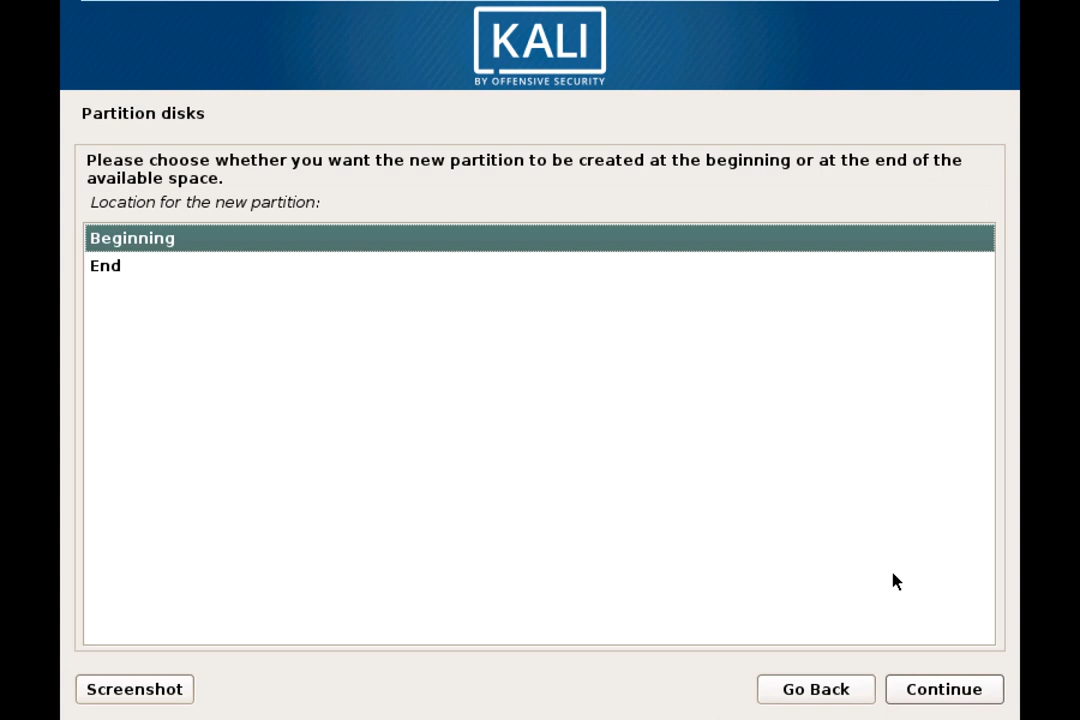 KALI
BY OFFENSIVE SECURITY
Partition disks
Please choose whether you want the new partition to be created at the beginning or at the end of the
available space.
Location for the new partition:
Beginning
End
Screenshot
Go Back
Continue